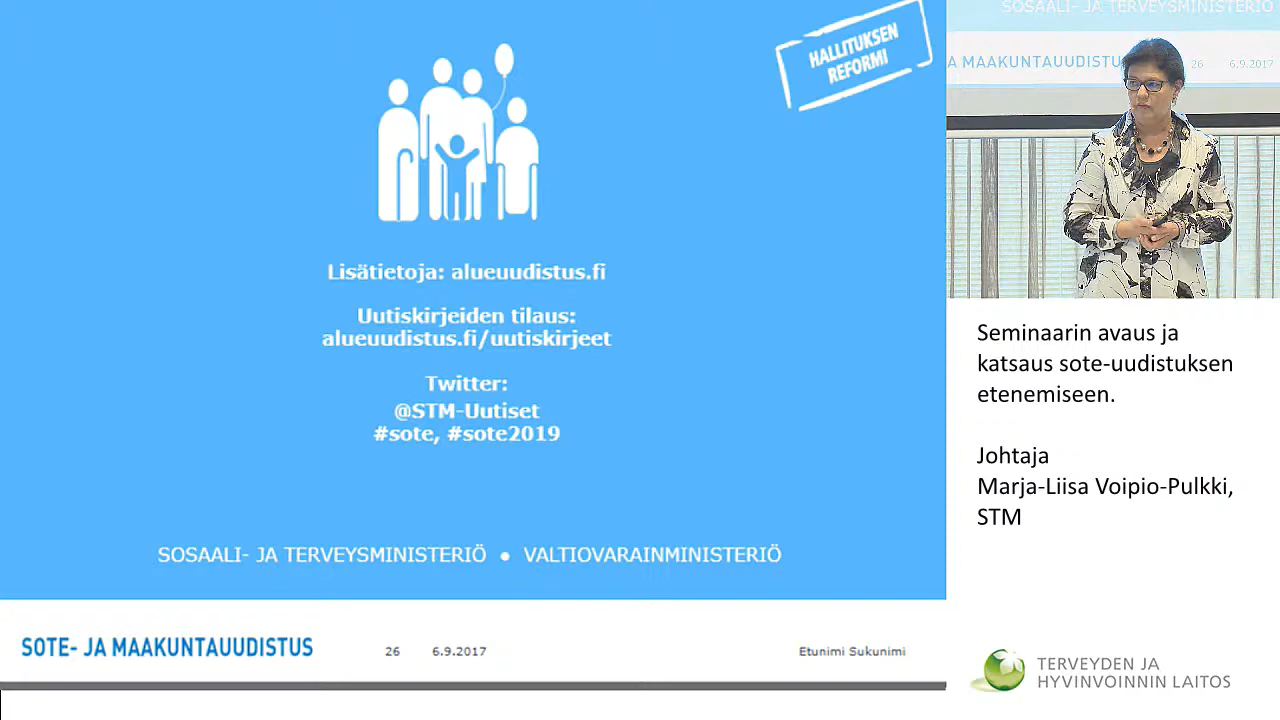 HALLITUKSEN
REFORMI
Lisätietoja: alueuudistus.fi
Uutiskirjeiden tilaus:
alueuudistus.fi/uutiskirjeet
Twitter:
@STM-Uutiset
#sote, #sote2019
SOSAALI- JA TERVEYSMINISTERIÖ ● VALTIOVARAINMINISTERIÖ
SOTE- JA MAAKUNTAUUDISTUS
26
6.9.2017
Etunimi Sukunimi
SOSAALI- JA TERVEYSMINISTERIÖ
A MAAKUNTAUUDISTU
26
6.9.2017
Seminaarin avaus ja
katsaus sote-uudistuksen
etenemiseen.
Johtaja
Marja-Liisa Voipio-Pulkki,
STM
TERVEYDEN JA
HYVINVOINNIN LAITOS